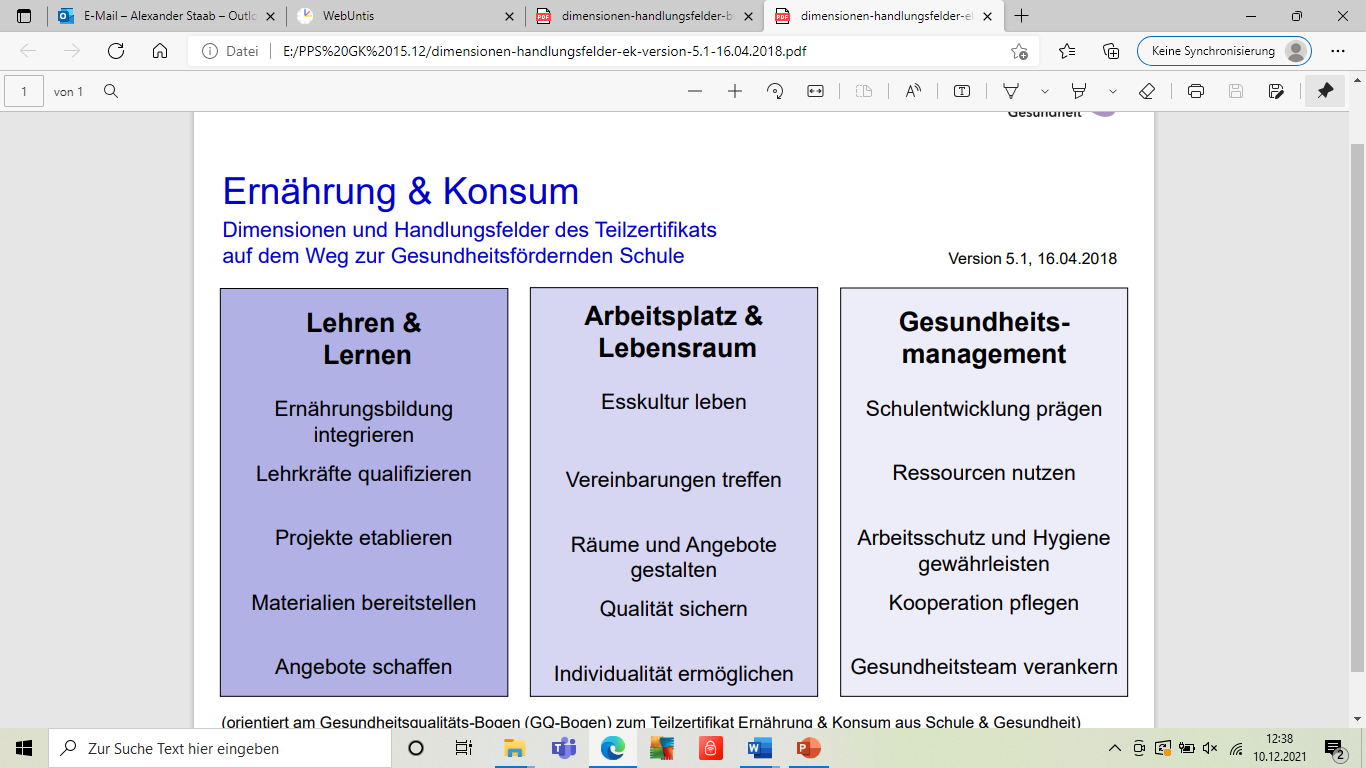 E-Mail – Alexander Staab – Outlo
WebUntis
dimensionen-handlungsfelder-b
dimensionen-handlungsfelder-e
Datei
E:/PPS%20GK%2015.12/dimensionen-handlungsfelder-ek-version-5.1-16.04.2018.pdf
Keine Synchronisierung
1 von 1
Gesundheit
Ernährung & Konsum
Dimensionen und Handlungsfelder des Teilzertifikats
auf dem Weg zur Gesundheitsfördernden Schule
Version 5.1, 16.04.2018
Lehren &
Lernen
Ernährungsbildung
integrieren
Lehrkräfte qualifizieren
Projekte etablieren
Materialien bereitstellen
Angebote schaffen
Arbeitsplatz &
Lebensraum
Esskultur leben
Vereinbarungen treffen
Räume und Angebote
gestalten
Qualität sichern
Individualität ermöglichen
Gesundheits-
management
Schulentwicklung prägen
Ressourcen nutzen
Arbeitsschutz und Hygiene
gewährleisten
Kooperation pflegen
Gesundheitsteam verankern
(orientiert am Gesundheitsqualitäts-Bogen (GQ-Bogen) zum Teilzertifikat Ernährung & Konsum aus Schule & Gesundheit)
Zur Suche Text hier eingeben
12:38
10.12.2021
2